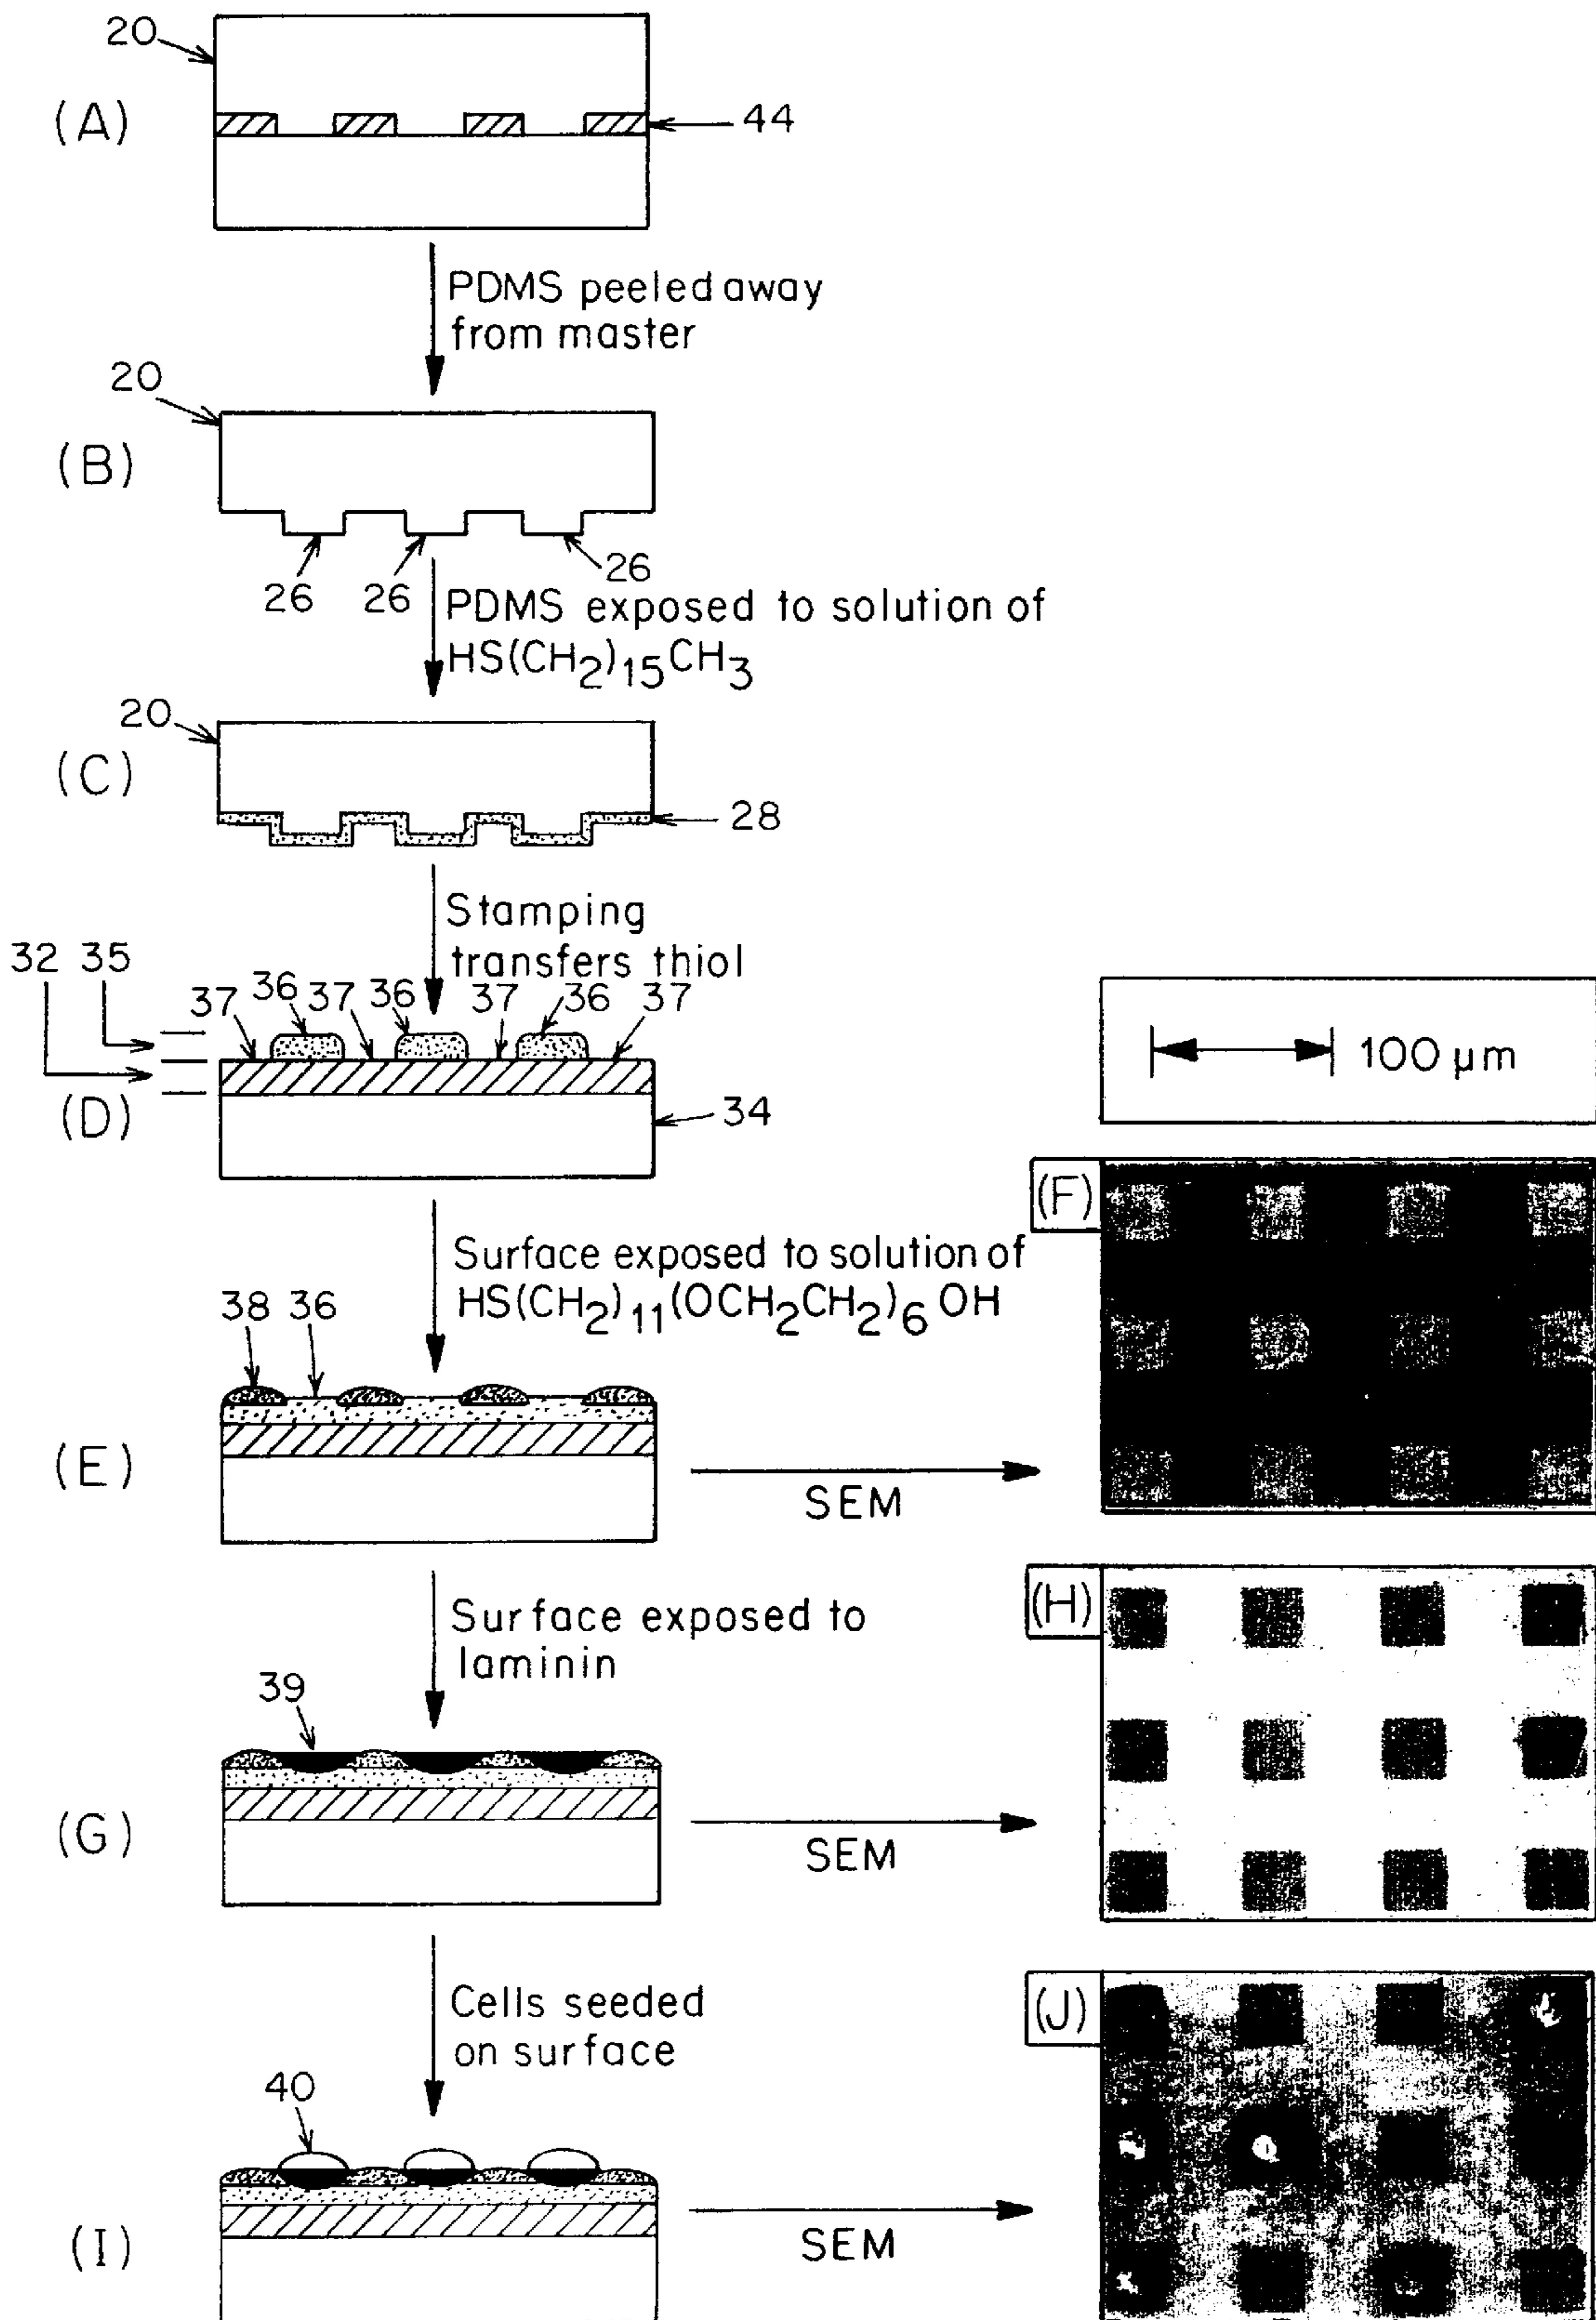 20
(A)
44
PDMS peeled away
from master
20
(B)
26
26
26
PDMS exposed to solution of
HS(CH2)15CH3
20
(C)
28
Stamping
transfers thiol
32 35
37 36 37 36 37 36 37
(D)
34
100 μm
(F)
Surface exposed to solution of
HS(CH2)11(OCH2CH2)6OH
38 36
(E)
SEM
(H)
Surface exposed to
laminin
39
(G)
SEM
(J)
Cells seeded
on surface
40
(I)
SEM